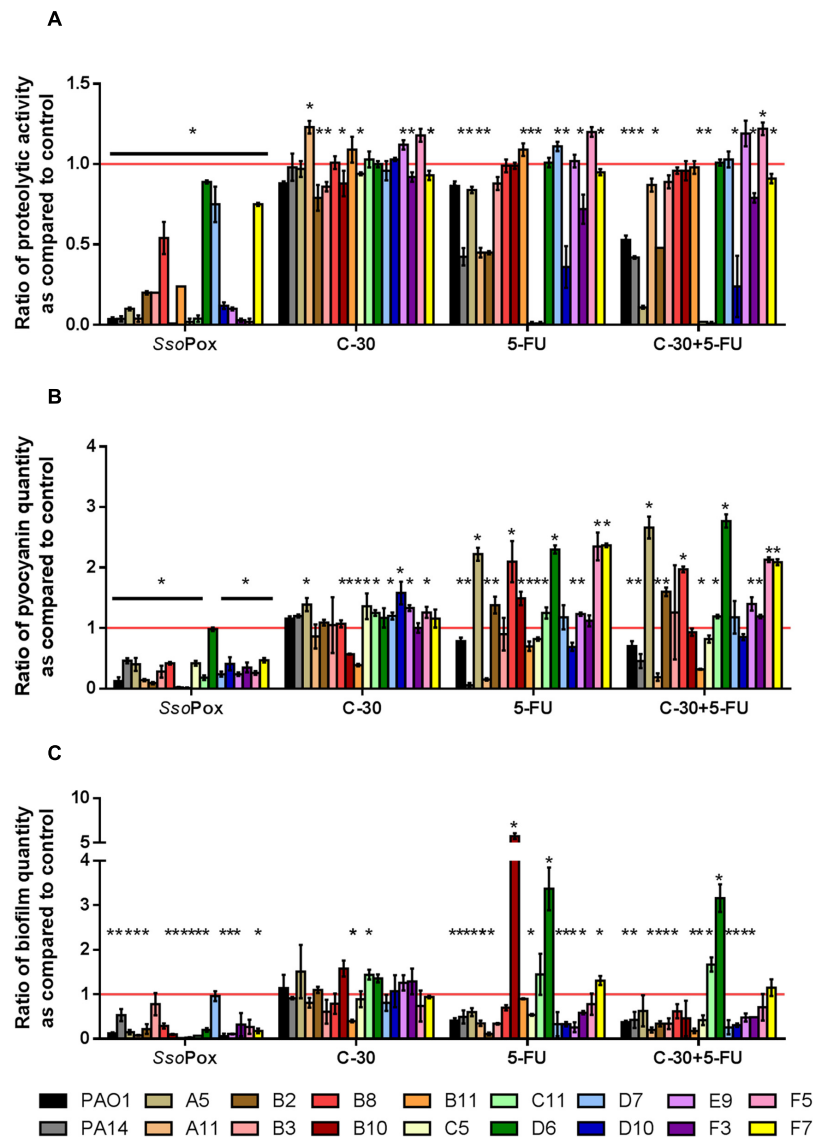 A
Ratio of proteolytic activity
as compared to control
1.5
1.0
0.5
0.0
* * ** * * ** * ** ** *** ** * * *** * ** * * * *
SsoPox C-30 5-FU C-30+5-FU
B
Ratio of pyocyanin quantity
as compared to control
4
3
2
1
0
SsoPox C-30 5-FU C-30+5-FU
C
Ratio of biofilm quantity
as compared to control
10
5
4
3
2
1
0
SsoPox C-30 5-FU C-30+5-FU
PAO1 A5 B2 B8 B11 C11 D7 E9 F5
PA14 A11 B3 B10 C5 D6 D10 F3 F7